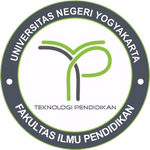 UNIVERSITAS NEGERI YOGYAKARTA
TEKNOLOGI PENDIDIKAN
FAKULTAS ILMU PENDIDIKAN